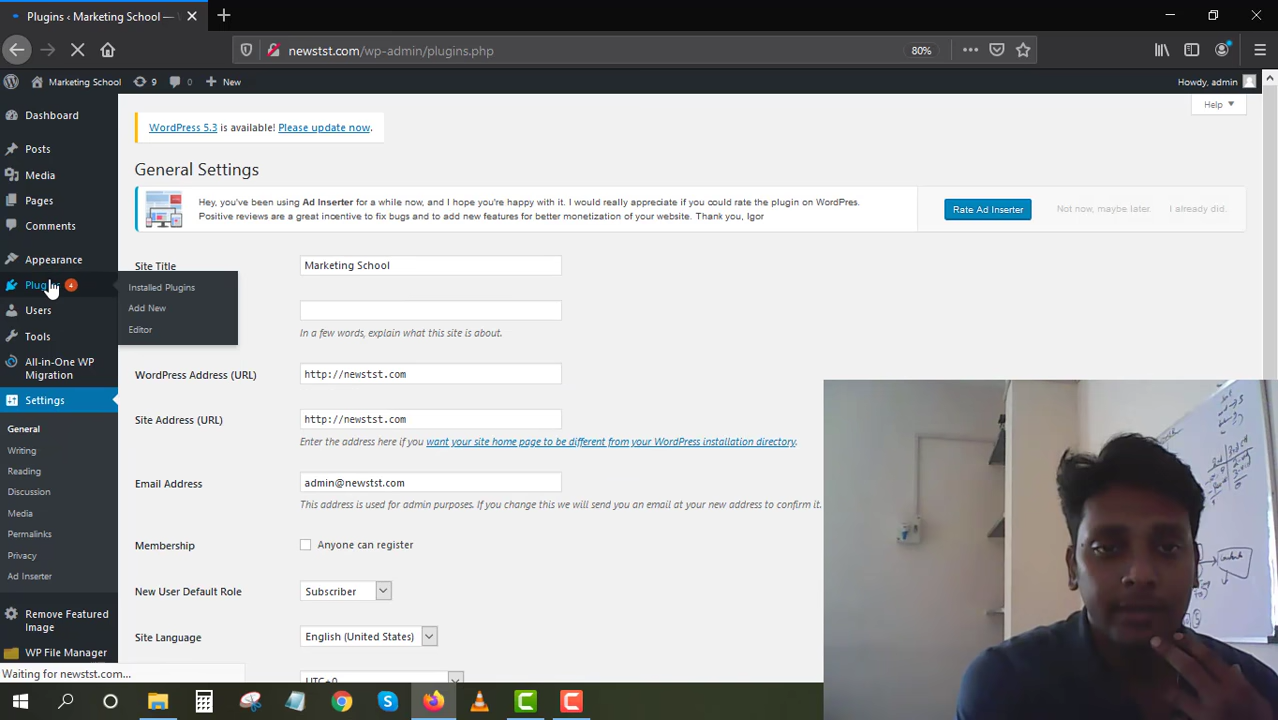 Plugins ‹ Marketing School —
newstst.com/wp-admin/plugins.php
80%
Marketing School
9
0
New
Howdy, admin
Dashboard
Posts
Media
Pages
Comments
Appearance
Plugins 4
Installed Plugins
Add New
Editor
Users
Tools
All-in-One WP
Migration
Settings
General
Writing
Reading
Discussion
Media
Permalinks
Privacy
Ad Inserter
Remove Featured
Image
WP File Manager
Waiting for newstst.com...
Help
WordPress 5.3 is available! Please update now.
General Settings
Hey, you've been using Ad Inserter for a while now, and I hope you're happy with it. I would really appreciate if you could rate the plugin on WordPres.
Positive reviews are a great incentive to fix bugs and to add new features for better monetization of your website. Thank you, Igor
Rate Ad Inserter
Not now, maybe later.
I already did.
Site Title
Marketing School
In a few words, explain what this site is about.
WordPress Address (URL)
http://newstst.com
Site Address (URL)
http://newstst.com
Enter the address here if you want your site home page to be different from your WordPress installation directory.
Email Address
admin@newstst.com
This address is used for admin purposes. If you change this we will send you an email at your new address to confirm it.
Membership
Anyone can register
New User Default Role
Subscriber
Site Language
English (United States)
UTC+0